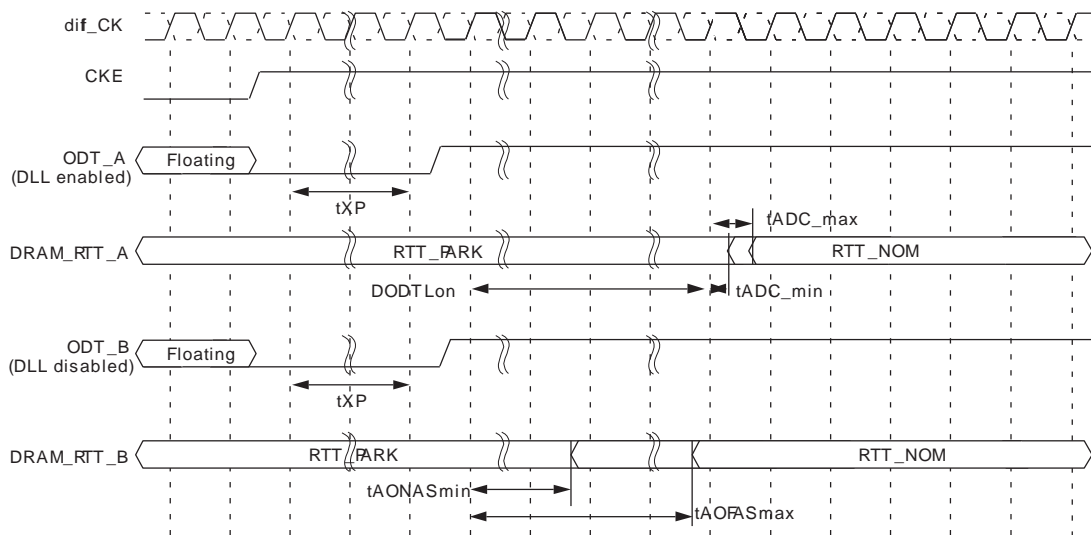 dif_CK
CKE
ODT_A
(DLL enabled)
Floating
tXP
tADC_max
DRAM_RTT_A
RTT_PARK
RTT_NOM
DODTLon
tADC_min
ODT_B
(DLL disabled)
Floating
tXP
DRAM_RTT_B
RTT_PARK
RTT_NOM
tAONASmin
tAOFASmax